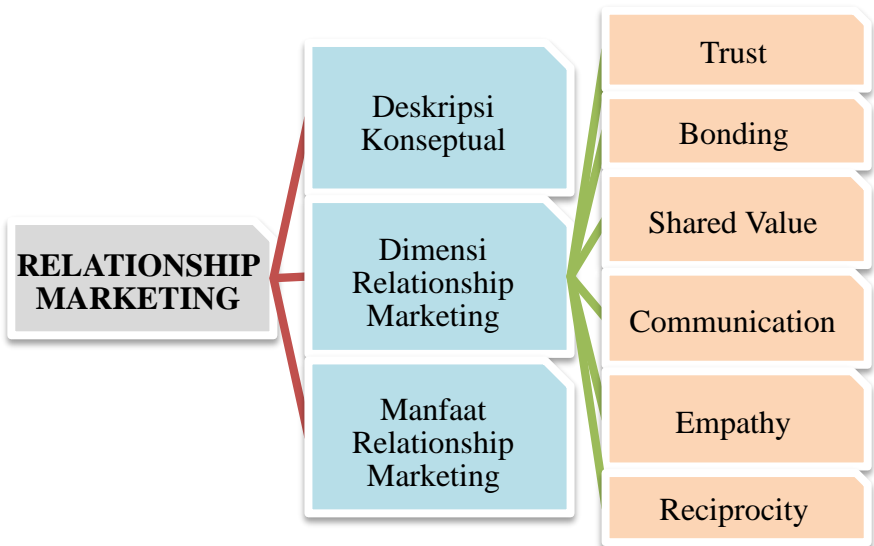 RELATIONSHIP
MARKETING
Deskripsi
Konseptual
Dimensi
Relationship
Marketing
Manfaat
Relationship
Marketing
Trust
Bonding
Shared Value
Communication
Empathy
Reciprocity